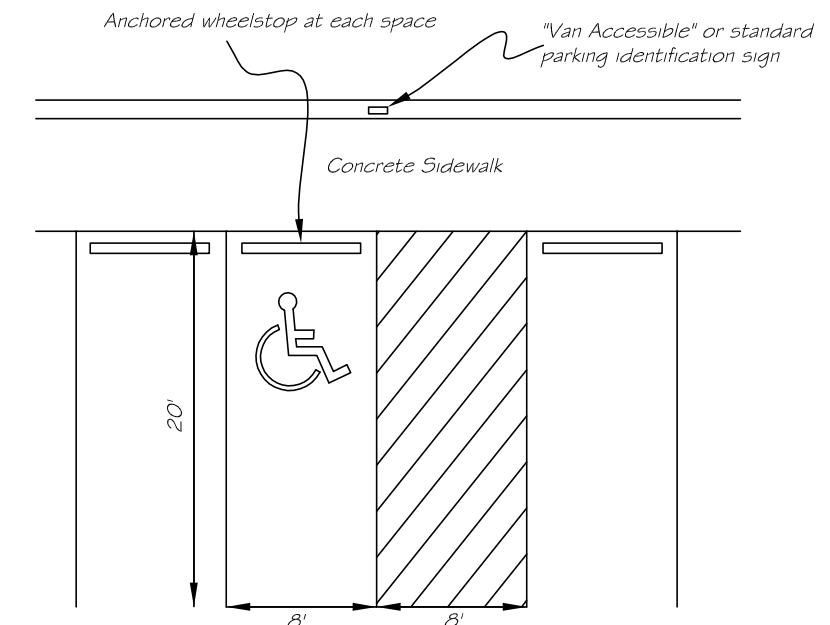 Anchored wheelstop at each space
"Van Accessible" or standard
parking identification sign
Concrete Sidewalk
20'
8'
8'